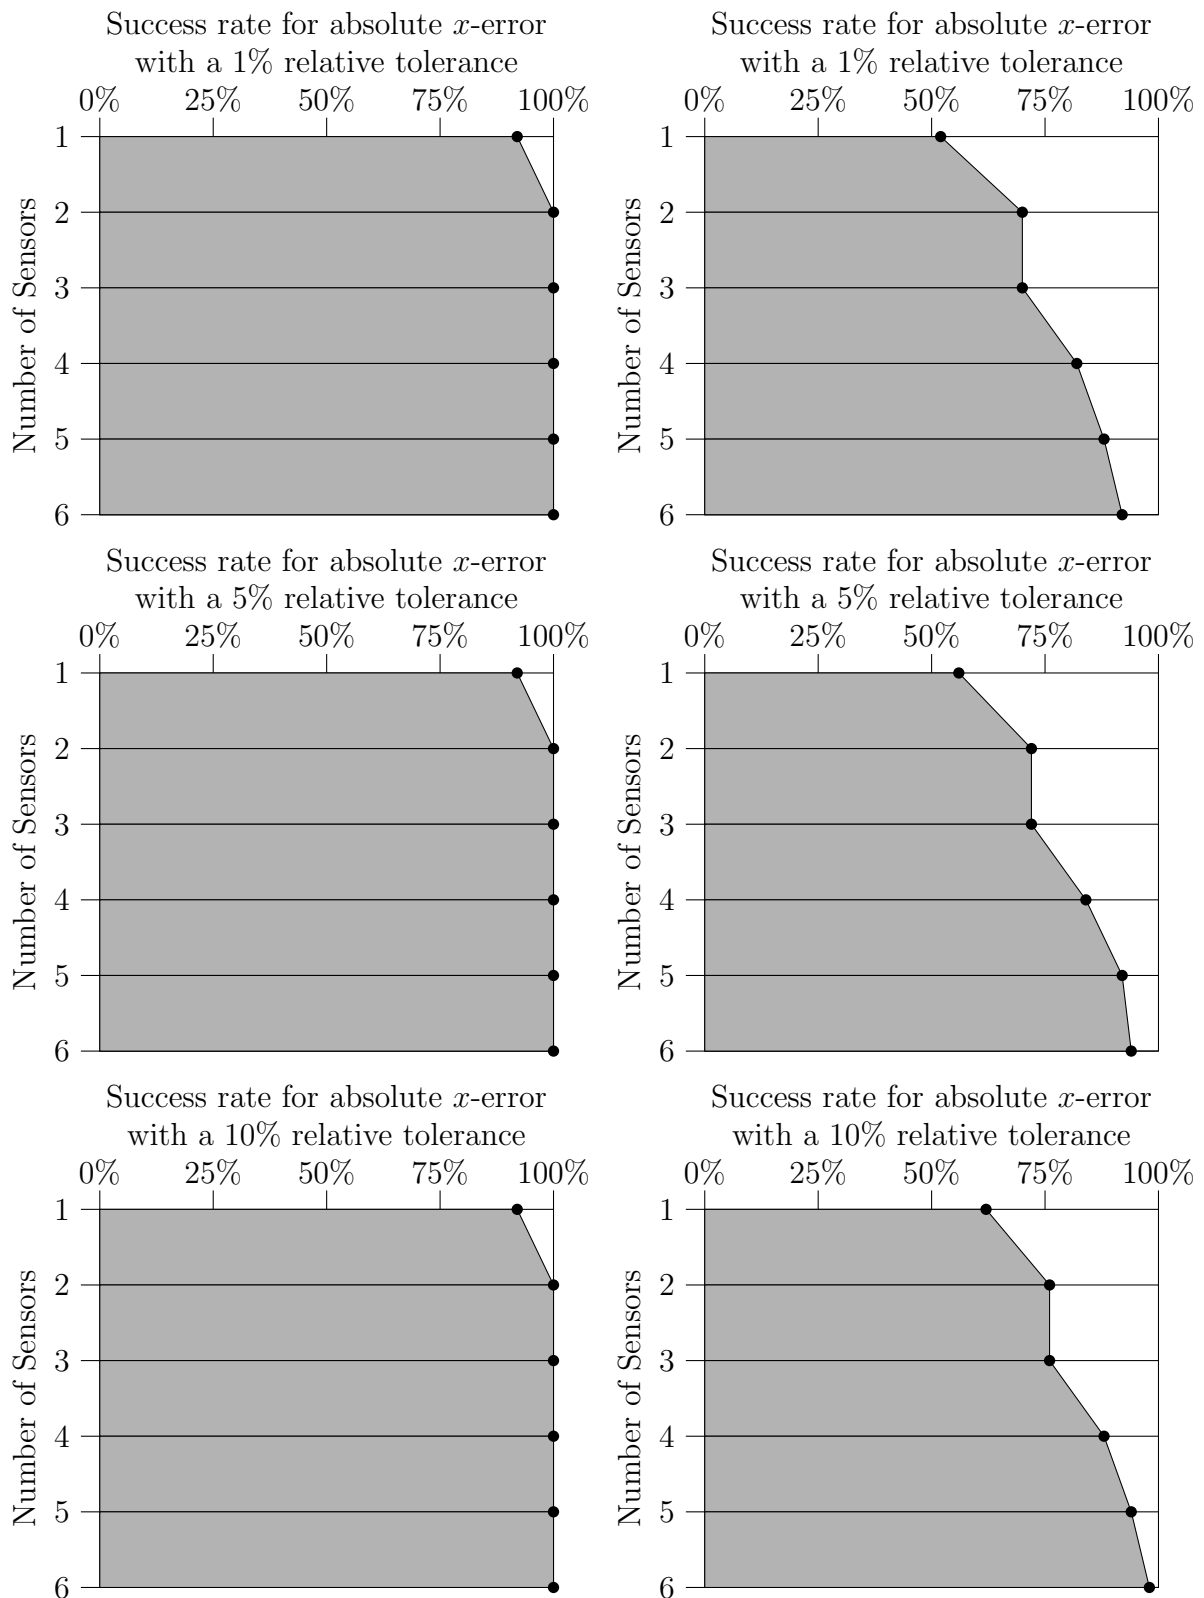 Success rate for absolute x-error
with a 1% relative tolerance
0% 25% 50% 75% 100%
1
2
3
4
5
6
Number of Sensors
Success rate for absolute x-error
with a 1% relative tolerance
0% 25% 50% 75% 100%
1
2
3
4
5
6
Number of Sensors
Success rate for absolute x-error
with a 5% relative tolerance
0% 25% 50% 75% 100%
1
2
3
4
5
6
Number of Sensors
Success rate for absolute x-error
with a 5% relative tolerance
0% 25% 50% 75% 100%
1
2
3
4
5
6
Number of Sensors
Success rate for absolute x-error
with a 10% relative tolerance
0% 25% 50% 75% 100%
1
2
3
4
5
6
Number of Sensors
Success rate for absolute x-error
with a 10% relative tolerance
0% 25% 50% 75% 100%
1
2
3
4
5
6
Number of Sensors